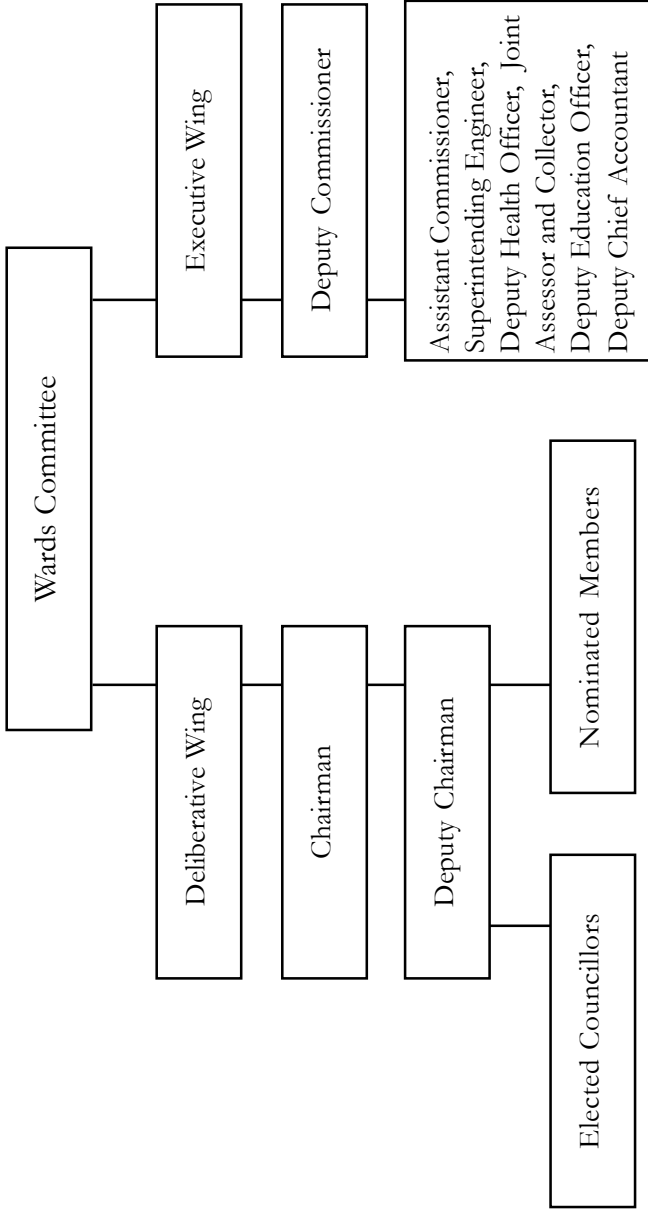 Wards Committee
Deliberative Wing
Executive Wing
Chairman
Deputy Commissioner
Deputy Chairman
Assistant Commissioner,
Superintending Engineer,
Deputy Health Officer, Joint
Assessor and Collector,
Deputy Education Officer,
Deputy Chief Accountant
Elected Councillors
Nominated Members